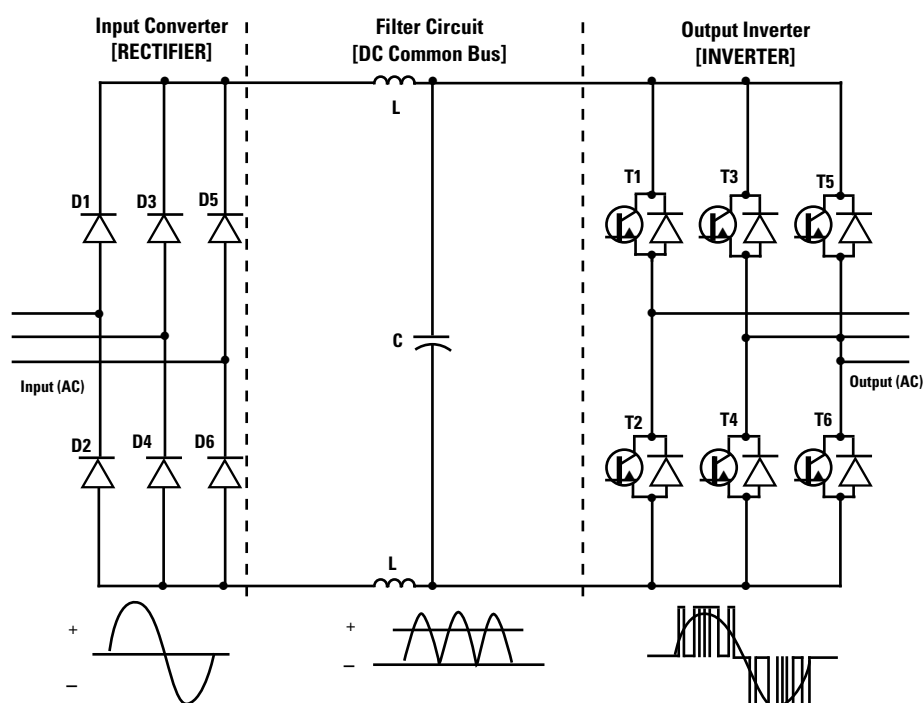 Input Converter
[RECTIFIER]
Filter Circuit
[DC Common Bus]
Output Inverter
[INVERTER]
L
D1
D3
D5
T1
T3
T5
C
Input (AC)
Output (AC)
D2
D4
D6
T2
T4
T6
L
+
–
+
–